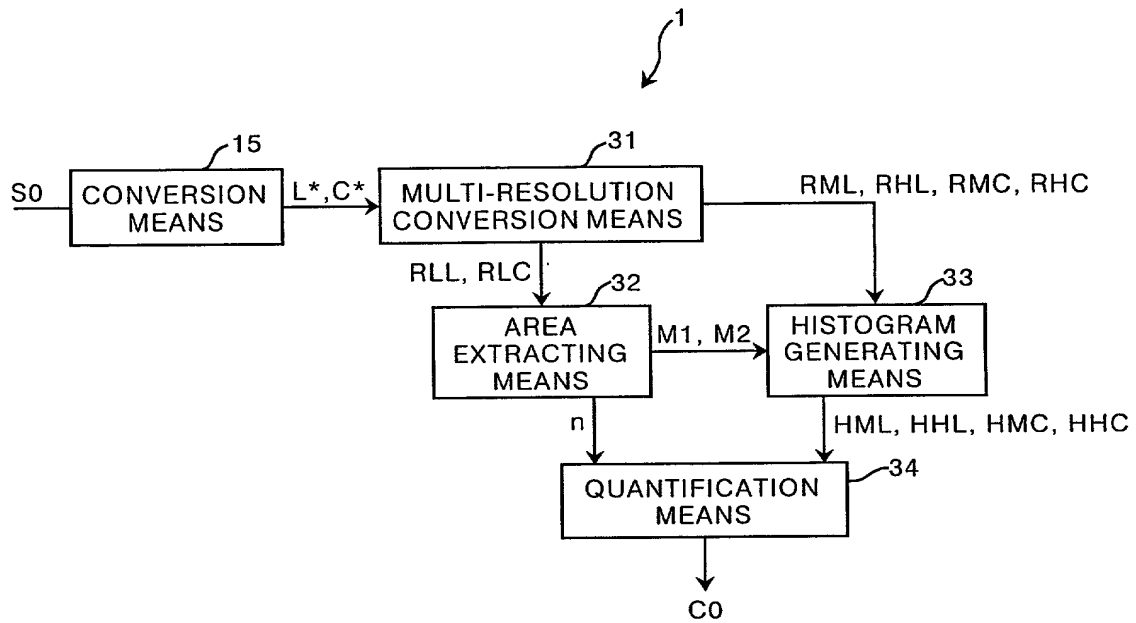 1
15
31
S0
CONVERSION
MEANS
L*,C*
MULTI-RESOLUTION
CONVERSION MEANS
RML, RHL, RMC, RHC
RLL, RLC
32
33
AREA
EXTRACTING
MEANS
M1, M2
HISTOGRAM
GENERATING
MEANS
n
HML, HHL, HMC, HHC
34
QUANTIFICATION
MEANS
C0